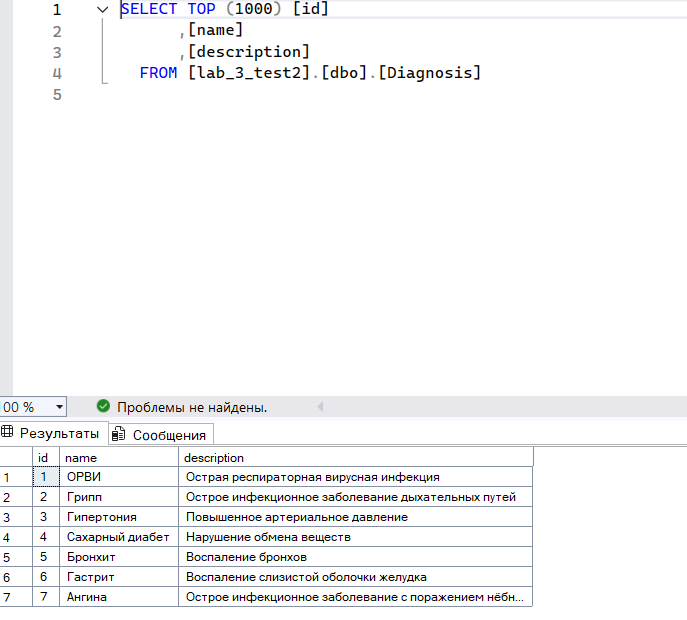 1 SELECT TOP (1000) [id]
2 ,[name]
3 ,[description]
4 FROM [lab_3_test2].[dbo].[Diagnosis]
5
00 % Проблемы не найдены.
Результаты Сообщения
id name description
1 1 ОРВИ Острая респираторная вирусная инфекция
2 2 Грипп Острое инфекционное заболевание дыхательных путей
3 3 Гипертония Повышенное артериальное давление
4 4 Сахарный диабет Нарушение обмена веществ
5 5 Бронхит Воспаление бронхов
6 6 Гастрит Воспаление слизистой оболочки желудка
7 7 Ангина Острое инфекционное заболевание с поражением нёбн...